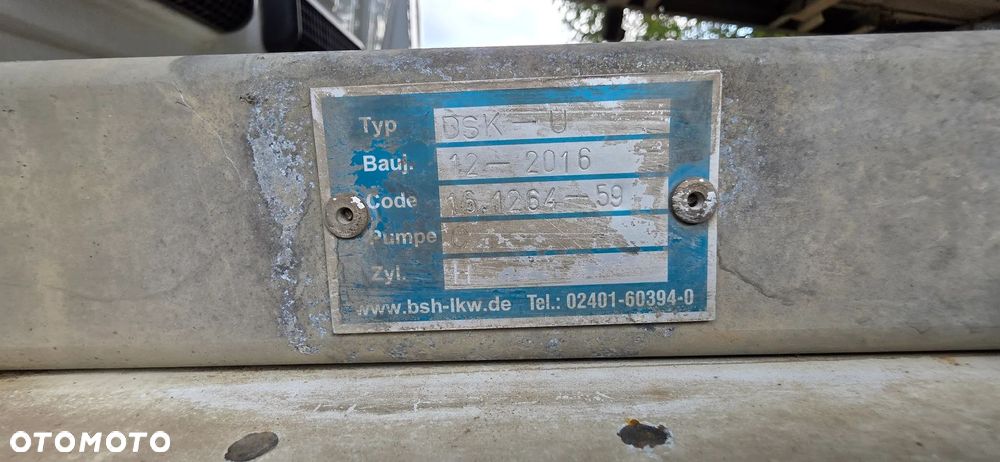 Typ BSK-U
Bauj. 12-2016
Code 16.1264-59
Pumpe
Zyl. H
www.bsh-lkw.de Tel.: 02401-60394-0
OTOMOTO